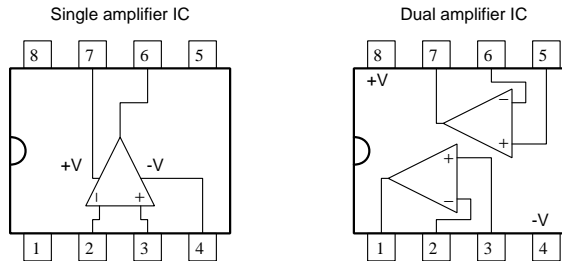 Single amplifier IC
8 7 6 5
+V -V
− +
1 2 3 4
Dual amplifier IC
8 7 6 5
+V
−
+
+
−
-V
1 2 3 4